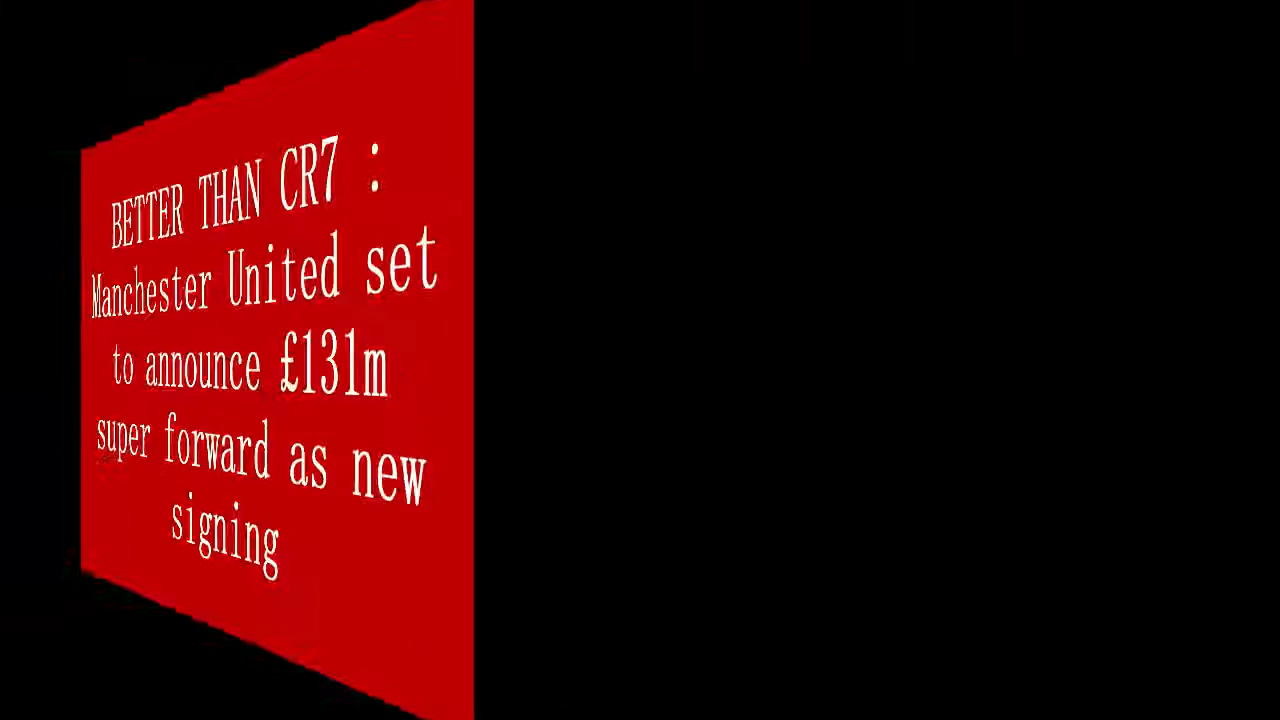 BETTER THAN CR7 :
Manchester United set
to announce £131m
super forward as new
signing